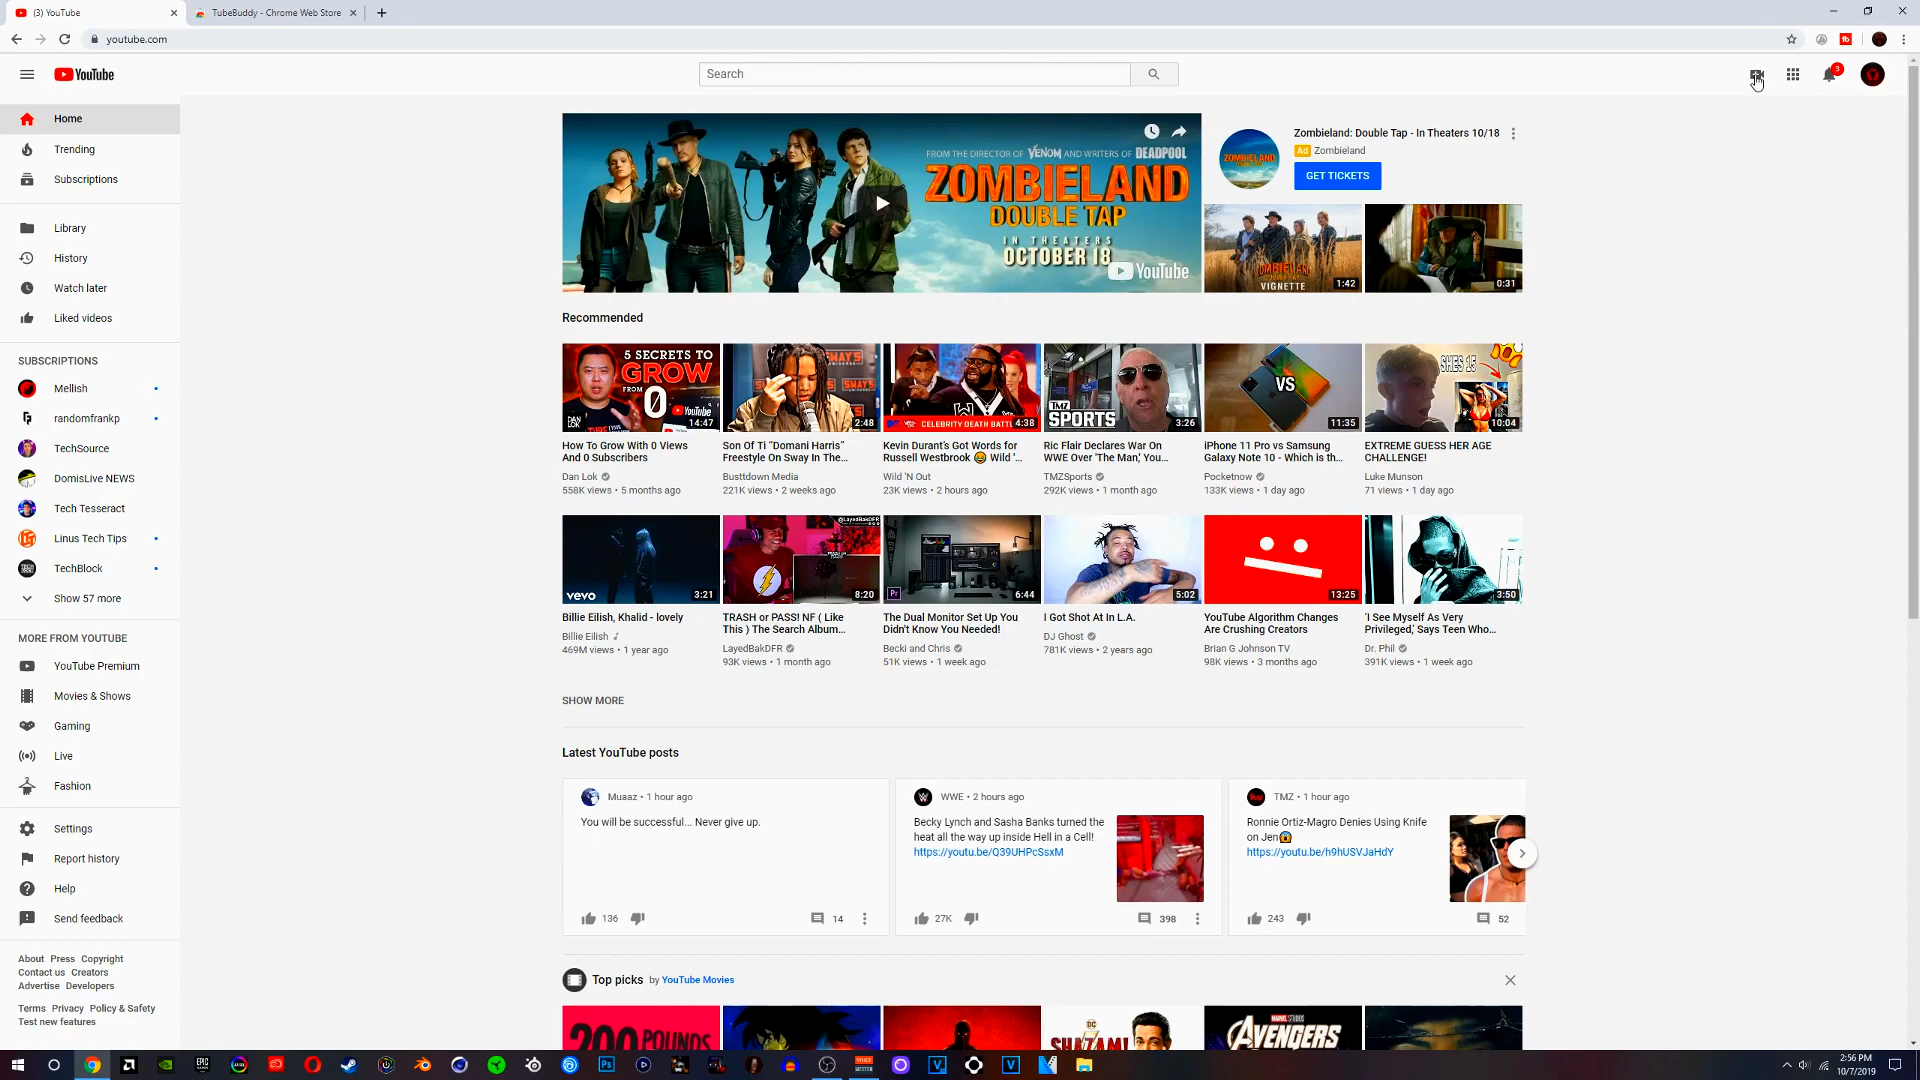 (3) YouTube
TubeBuddy - Chrome Web Store
youtube.com
YouTube
Search
3
Home
Trending
Subscriptions
Library
History
Watch later
Liked videos
SUBSCRIPTIONS
Mellish
randomfrankp
TechSource
DomisLive NEWS
Tech Tesseract
Linus Tech Tips
TechBlock
Show 57 more
MORE FROM YOUTUBE
YouTube Premium
Movies & Shows
Gaming
Live
Fashion
Settings
Report history
Help
Send feedback
About Press Copyright
Contact us Creators
Advertise Developers
Terms Privacy Policy & Safety
Test new features
FROM THE DIRECTOR OF VENOM AND WRITERS OF DEADPOOL
ZOMBIELAND
DOUBLE TAP
IN THEATERS
OCTOBER 18
YouTube
ZOMBIELAND
Zombieland: Double Tap - In Theaters 10/18
Ad Zombieland
GET TICKETS
VIGNETTE
1:42
0:31
Recommended
5 SECRETS TO
GROW
FROM 0
YouTube
DAN LOK
14:47
How To Grow With 0 Views
And 0 Subscribers
Dan Lok
558K views • 5 months ago
2:48
Son Of Ti "Domani Harris"
Freestyle On Sway In The...
Busttdown Media
221K views • 2 weeks ago
CELEBRITY DEATH BATTL
4:38
Kevin Durant's Got Words for
Russell Westbrook 😂 Wild '...
Wild 'N Out
23K views • 2 hours ago
TMZ
SPORTS
3:26
Ric Flair Declares War On
WWE Over 'The Man,' You...
TMZSports
292K views • 1 month ago
VS
11:35
iPhone 11 Pro vs Samsung
Galaxy Note 10 - Which is th...
Pocketnow
133K views • 1 day ago
SHES 15
10:04
EXTREME GUESS HER AGE
CHALLENGE!
Luke Munson
71 views • 1 day ago
vevo
3:21
Billie Eilish, Khalid - lovely
Billie Eilish
469M views • 1 year ago
@LayedBakDFR
8:20
TRASH or PASS! NF ( Like
This ) The Search Album...
LayedBakDFR
93K views • 1 month ago
Pr
6:44
The Dual Monitor Set Up You
Didn't Know You Needed!
Becki and Chris
51K views • 1 week ago
5:02
I Got Shot At In L.A.
DJ Ghost
781K views • 2 years ago
13:25
YouTube Algorithm Changes
Are Crushing Creators
Brian G Johnson TV
98K views • 3 months ago
3:50
'I See Myself As Very
Privileged,' Says Teen Who...
Dr. Phil
391K views • 1 week ago
SHOW MORE
Latest YouTube posts
Muaaz • 1 hour ago
You will be successful... Never give up.
136
14
WWE • 2 hours ago
Becky Lynch and Sasha Banks turned the
heat all the way up inside Hell in a Cell!
https://youtu.be/Q39UHPcSsxM
27K
398
TMZ • 1 hour ago
Ronnie Ortiz-Magro Denies Using Knife
on Jen😱
https://youtu.be/h9hUSVJaHdY
243
52
Top picks by YouTube Movies
200 POUNDS
DC
SHAZAM!
MARVEL STUDIOS
AVENGERS
2:56 PM
10/7/2019